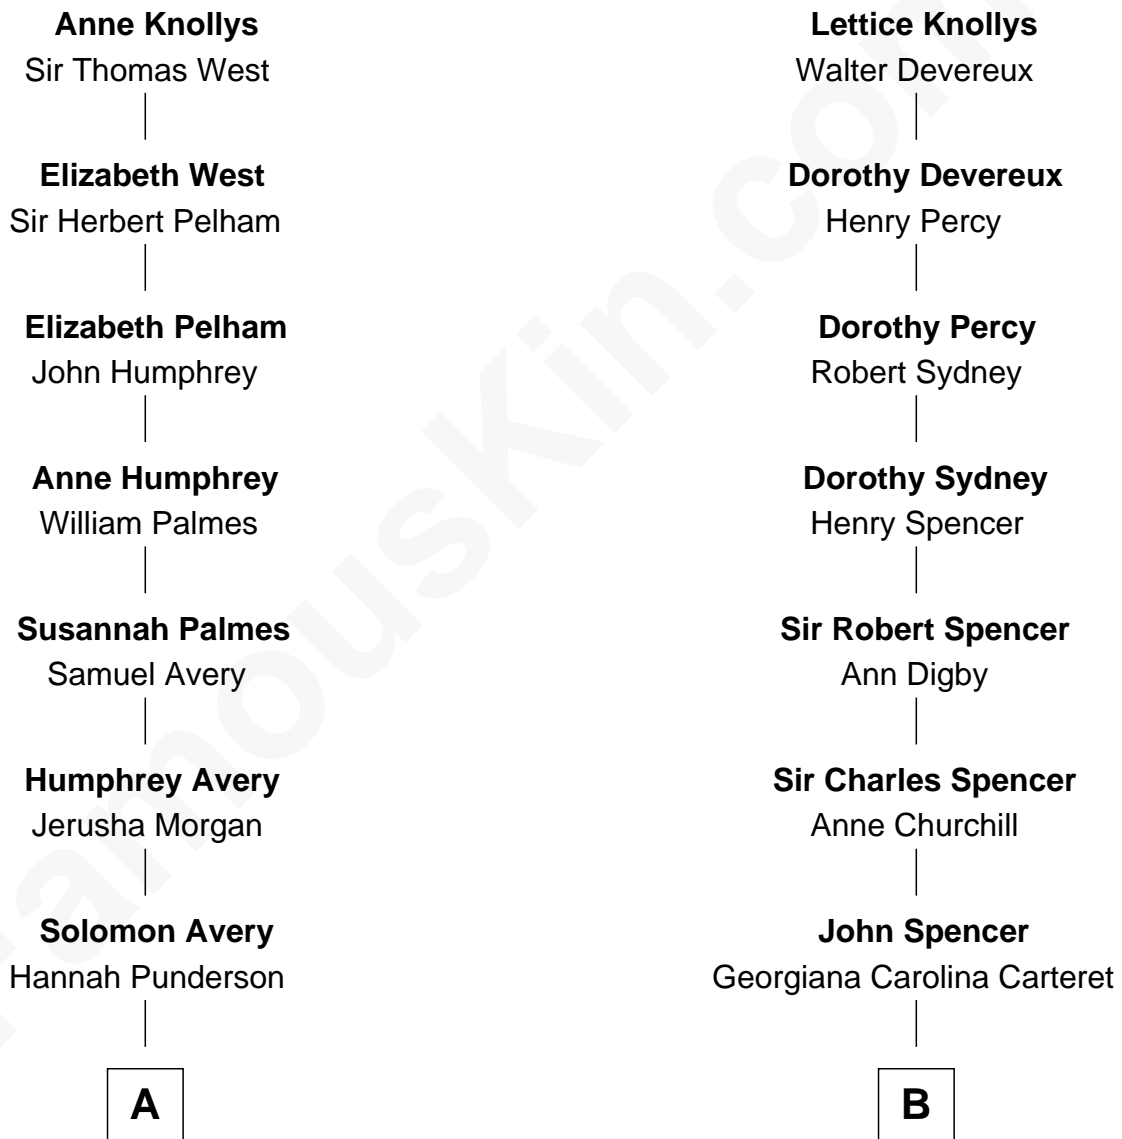 Anne Knollys
Sir Thomas West
Elizabeth West
Sir Herbert Pelham
Elizabeth Pelham
John Humphrey
Anne Humphrey
William Palmes
Susannah Palmes
Samuel Avery
Humphrey Avery
Jerusha Morgan
Solomon Avery
Hannah Punderson
A
Lettice Knollys
Walter Devereux
Dorothy Devereux
Henry Percy
Dorothy Percy
Robert Sydney
Dorothy Sydney
Henry Spencer
Sir Robert Spencer
Ann Digby
Sir Charles Spencer
Anne Churchill
John Spencer
Georgiana Carolina Carteret
B
FamousKin.com